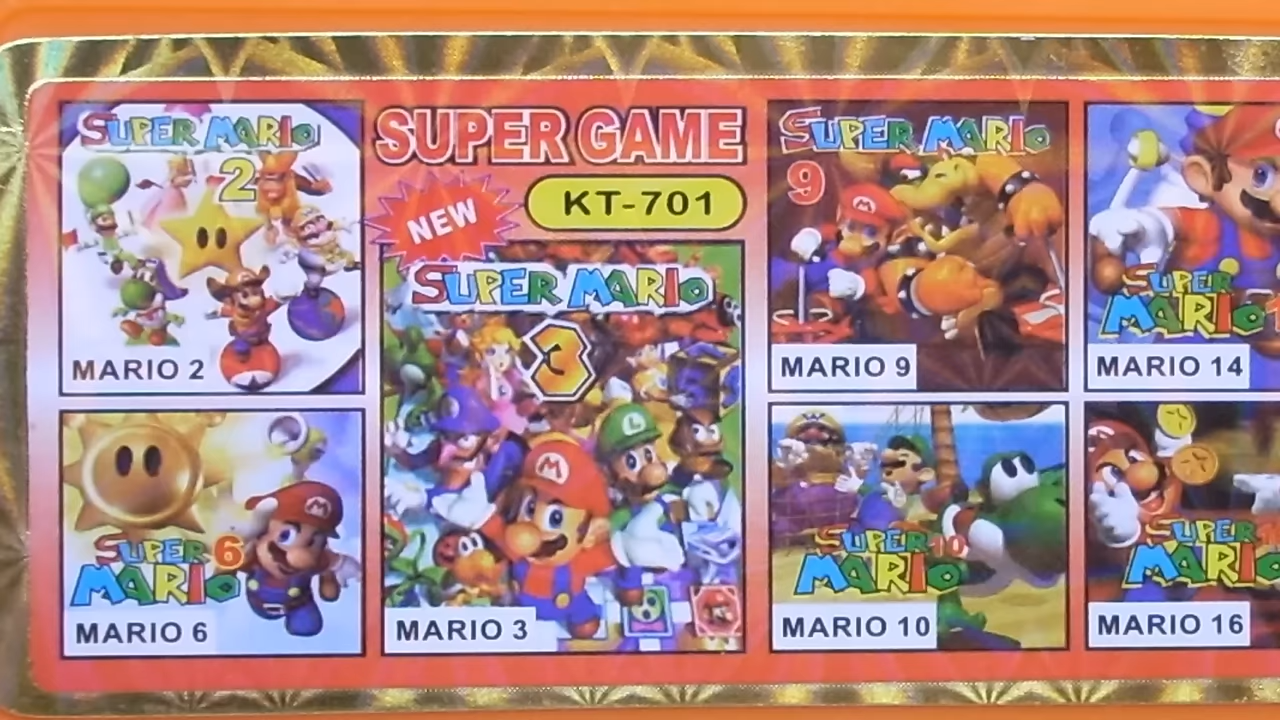 SUPER MARIO
2
MARIO 2
SUPER GAME
NEW
KT-701
SUPER MARIO
3
M
L
MARIO 3
SUPER MARIO
9
M
MARIO 9
SUPER
MARIO
MARIO 14
M
SUPER 6
MARIO
MARIO 6
SUPER 10
MARIO
MARIO 10
M
SUPER
MARIO
MARIO 16